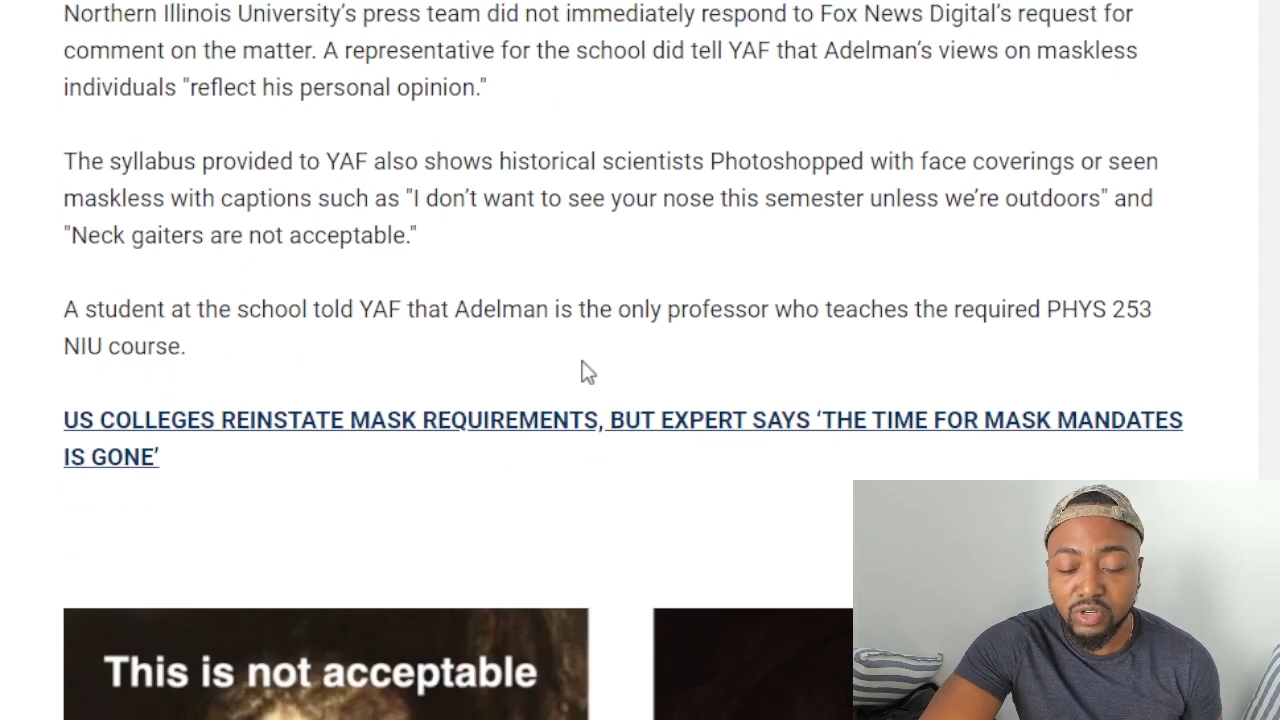 Northern Illinois University’s press team did not immediately respond to Fox News Digital’s request for
comment on the matter. A representative for the school did tell YAF that Adelman’s views on maskless
individuals "reflect his personal opinion."
The syllabus provided to YAF also shows historical scientists Photoshopped with face coverings or seen
maskless with captions such as "I don’t want to see your nose this semester unless we’re outdoors" and
"Neck gaiters are not acceptable."
A student at the school told YAF that Adelman is the only professor who teaches the required PHYS 253
NIU course.
US COLLEGES REINSTATE MASK REQUIREMENTS, BUT EXPERT SAYS ‘THE TIME FOR MASK MANDATES
IS GONE’
This is not acceptable